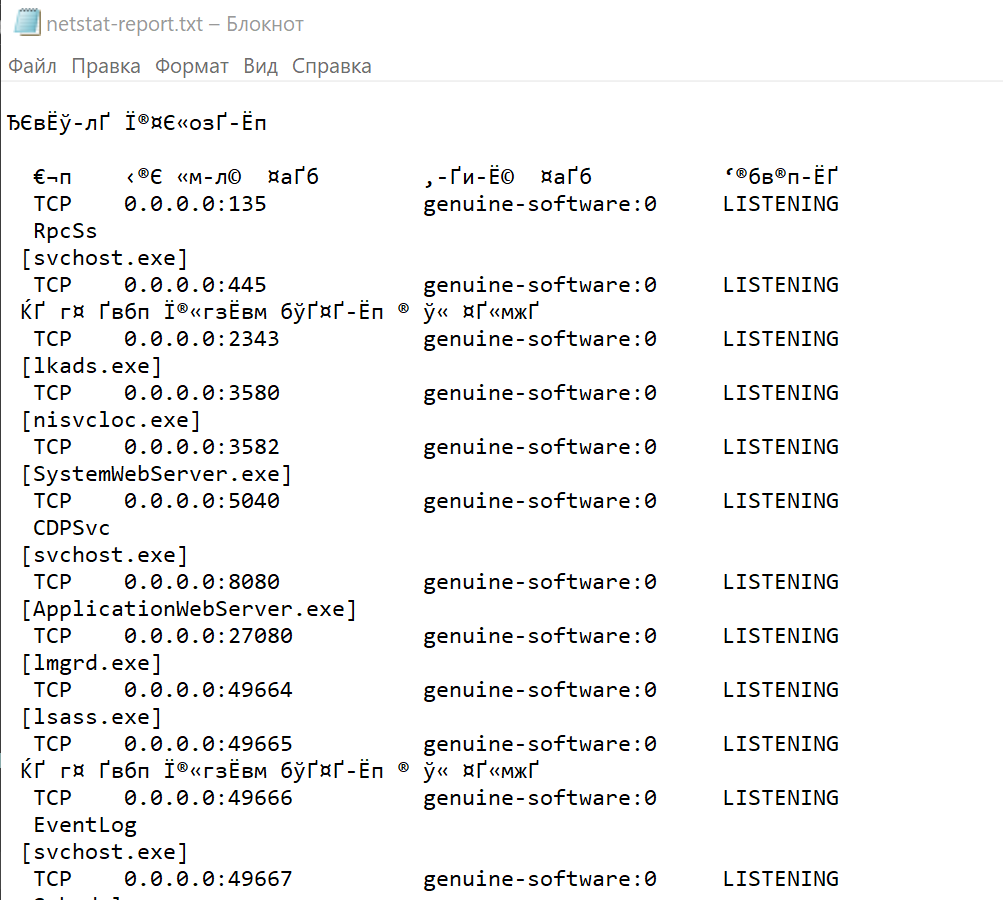 netstat-report.txt – Блокнот
Файл Правка Формат Вид Справка
ЂЄвЁў-лҐ Ї®¤Є«озҐ-Ёп
€¬п ‹®Є «м-л© ¤аҐб ‚-Ґи-Ё© ¤аҐб ‘®бв®п-ЁҐ
TCP 0.0.0.0:135 genuine-software:0 LISTENING
RpcSs
[svchost.exe]
TCP 0.0.0.0:445 genuine-software:0 LISTENING
ЌҐ г¤ Ґвбп Ї®«гзЁвм бўҐ¤Ґ-Ёп ® ў« ¤Ґ«мжҐ
TCP 0.0.0.0:2343 genuine-software:0 LISTENING
[lkads.exe]
TCP 0.0.0.0:3580 genuine-software:0 LISTENING
[nisvcloc.exe]
TCP 0.0.0.0:3582 genuine-software:0 LISTENING
[SystemWebServer.exe]
TCP 0.0.0.0:5040 genuine-software:0 LISTENING
CDPSvc
[svchost.exe]
TCP 0.0.0.0:8080 genuine-software:0 LISTENING
[ApplicationWebServer.exe]
TCP 0.0.0.0:27080 genuine-software:0 LISTENING
[lmgrd.exe]
TCP 0.0.0.0:49664 genuine-software:0 LISTENING
[lsass.exe]
TCP 0.0.0.0:49665 genuine-software:0 LISTENING
ЌҐ г¤ Ґвбп Ї®«гзЁвм бўҐ¤Ґ-Ёп ® ў« ¤Ґ«мжҐ
TCP 0.0.0.0:49666 genuine-software:0 LISTENING
EventLog
[svchost.exe]
TCP 0.0.0.0:49667 genuine-software:0 LISTENING